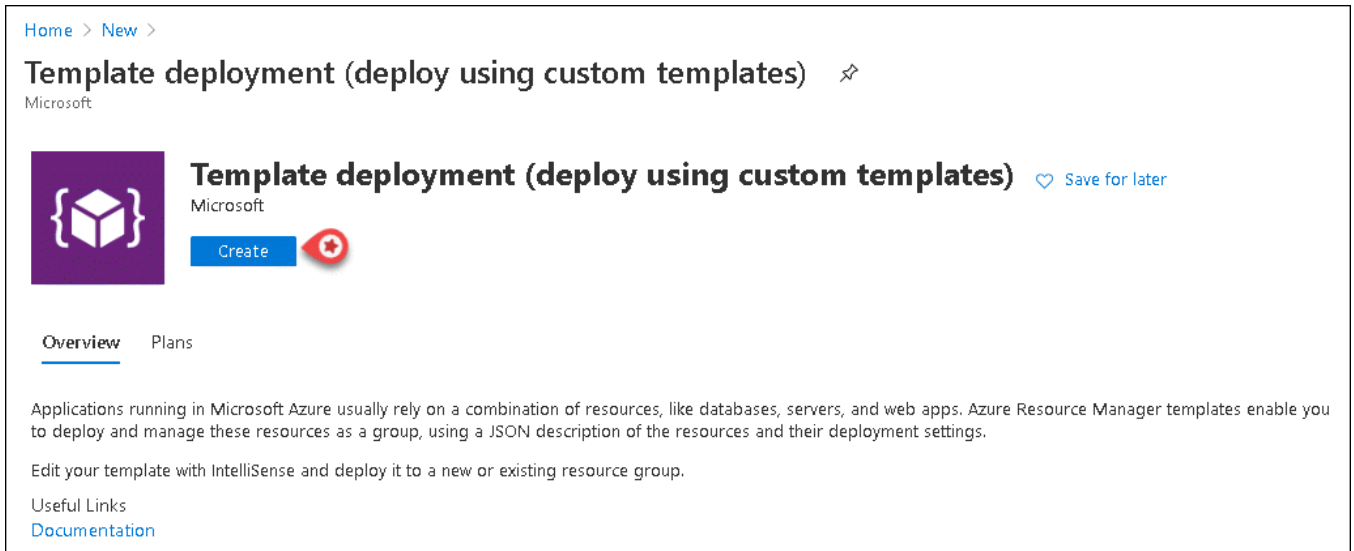 Home > New >
Template deployment (deploy using custom templates)
Microsoft
Template deployment (deploy using custom templates) Save for later
Microsoft
Create
Overview Plans
Applications running in Microsoft Azure usually rely on a combination of resources, like databases, servers, and web apps. Azure Resource Manager templates enable you
to deploy and manage these resources as a group, using a JSON description of the resources and their deployment settings.
Edit your template with IntelliSense and deploy it to a new or existing resource group.
Useful Links
Documentation